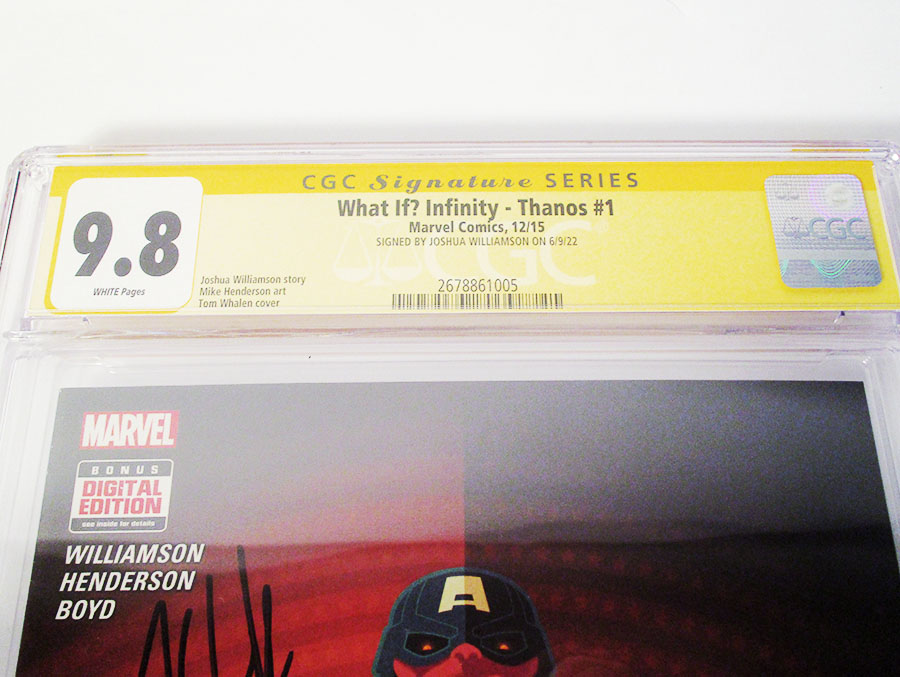 CGC Signature SERIES
What If? Infinity - Thanos #1
Marvel Comics, 12/15
SIGNED BY JOSHUA WILLIAMSON ON 6/9/22
9.8
WHITE Pages
Joshua Williamson story
Mike Henderson art
Tom Whalen cover
CGC
2678861005
CGC
MARVEL
BONUS
DIGITAL
EDITION
see inside for details
WILLIAMSON
HENDERSON
BOYD
A